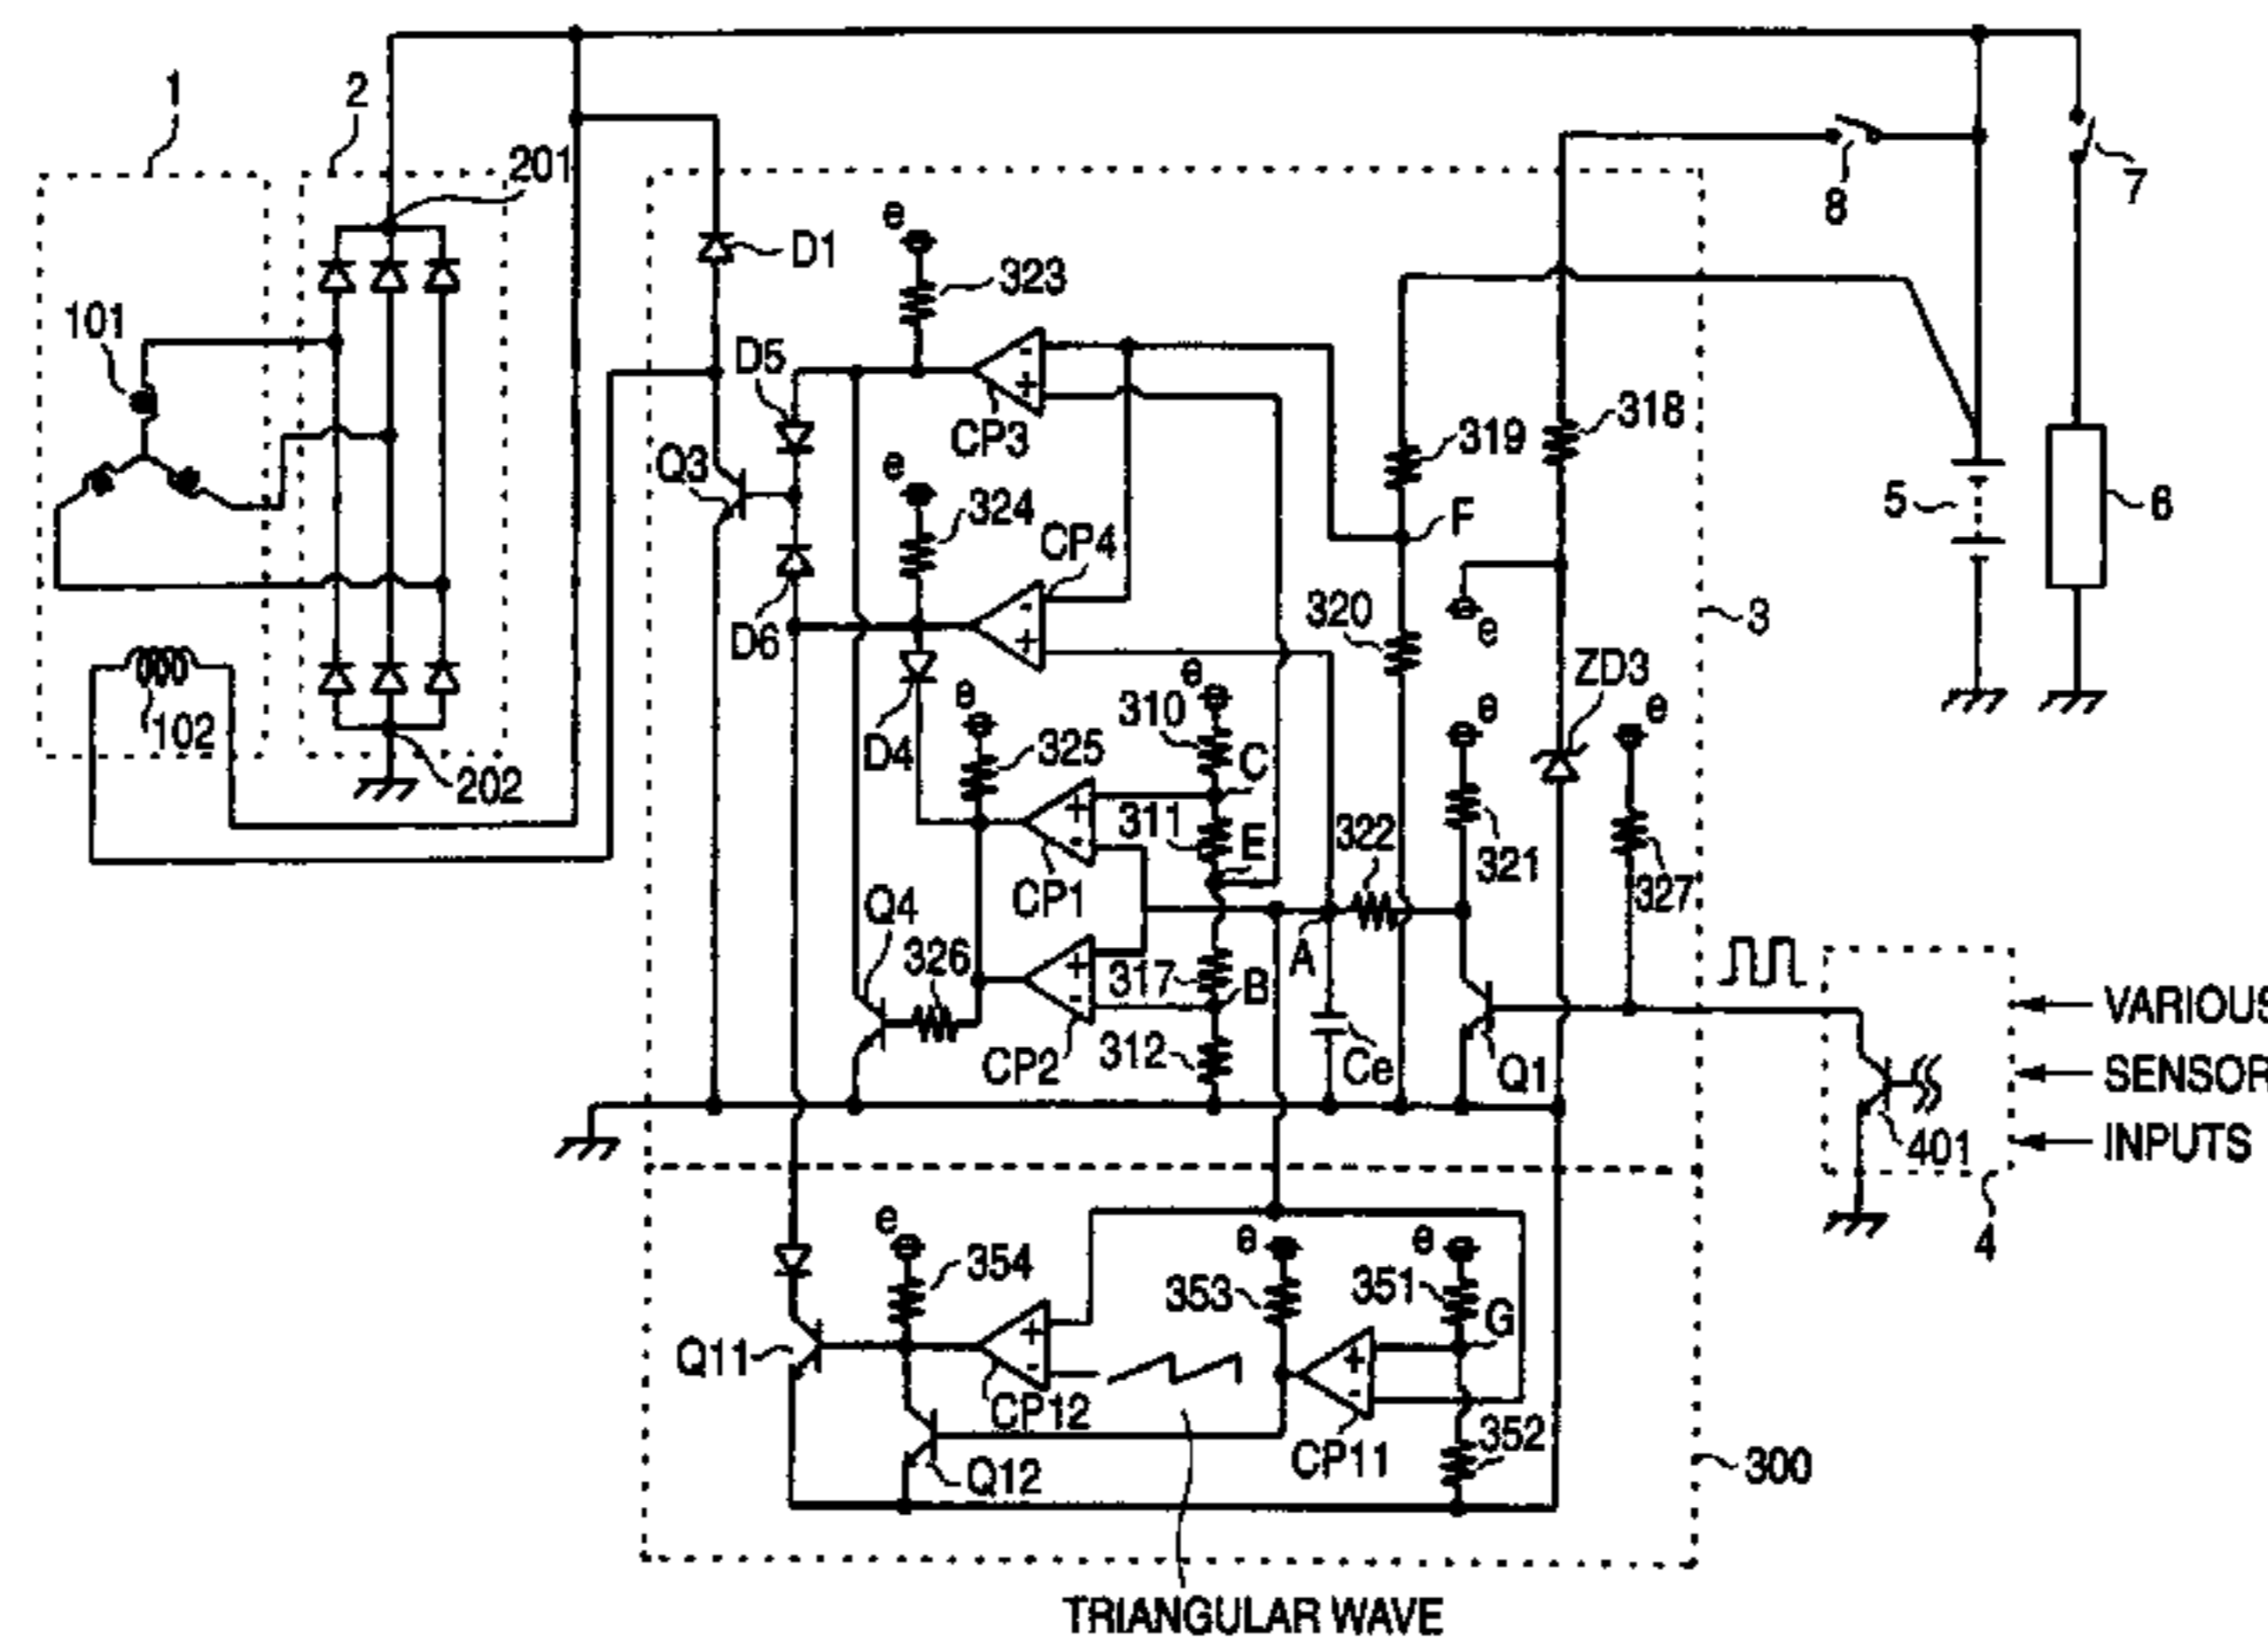 1
2
201
101
102
202
D1
e
323
D5
CP3
Q3
e
324
CP4
D6
D4
e
325
e
310
C
311
E
CP1
Q4
326
CP2
317
B
312
319
F
318
320
e
e
ZD3
e
322
321
327
A
Ce
Q1
8
7
5
6
3
VARIOUS
SENSOR
INPUTS
401
4
e
354
Q11
CP12
Q12
e
353
e
351
G
CP11
352
300
TRIANGULAR WAVE
+
-
+
-
+
-
+
-
+
-
+
-